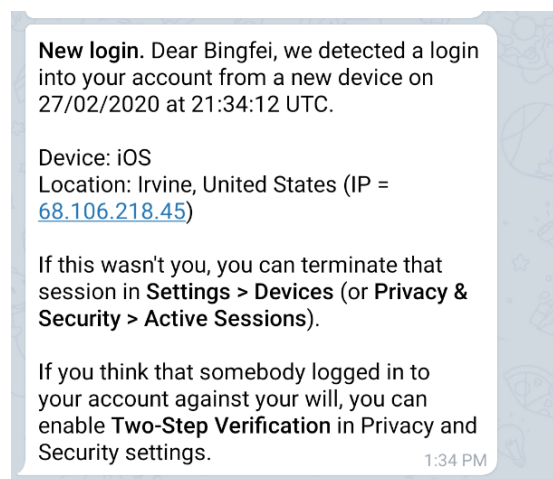 New login. Dear Bingfei, we detected a login
into your account from a new device on
27/02/2020 at 21:34:12 UTC.
Device: iOS
Location: Irvine, United States (IP =
68.106.218.45)
If this wasn't you, you can terminate that
session in Settings > Devices (or Privacy &
Security > Active Sessions).
If you think that somebody logged in to
your account against your will, you can
enable Two-Step Verification in Privacy and
Security settings.
1:34 PM